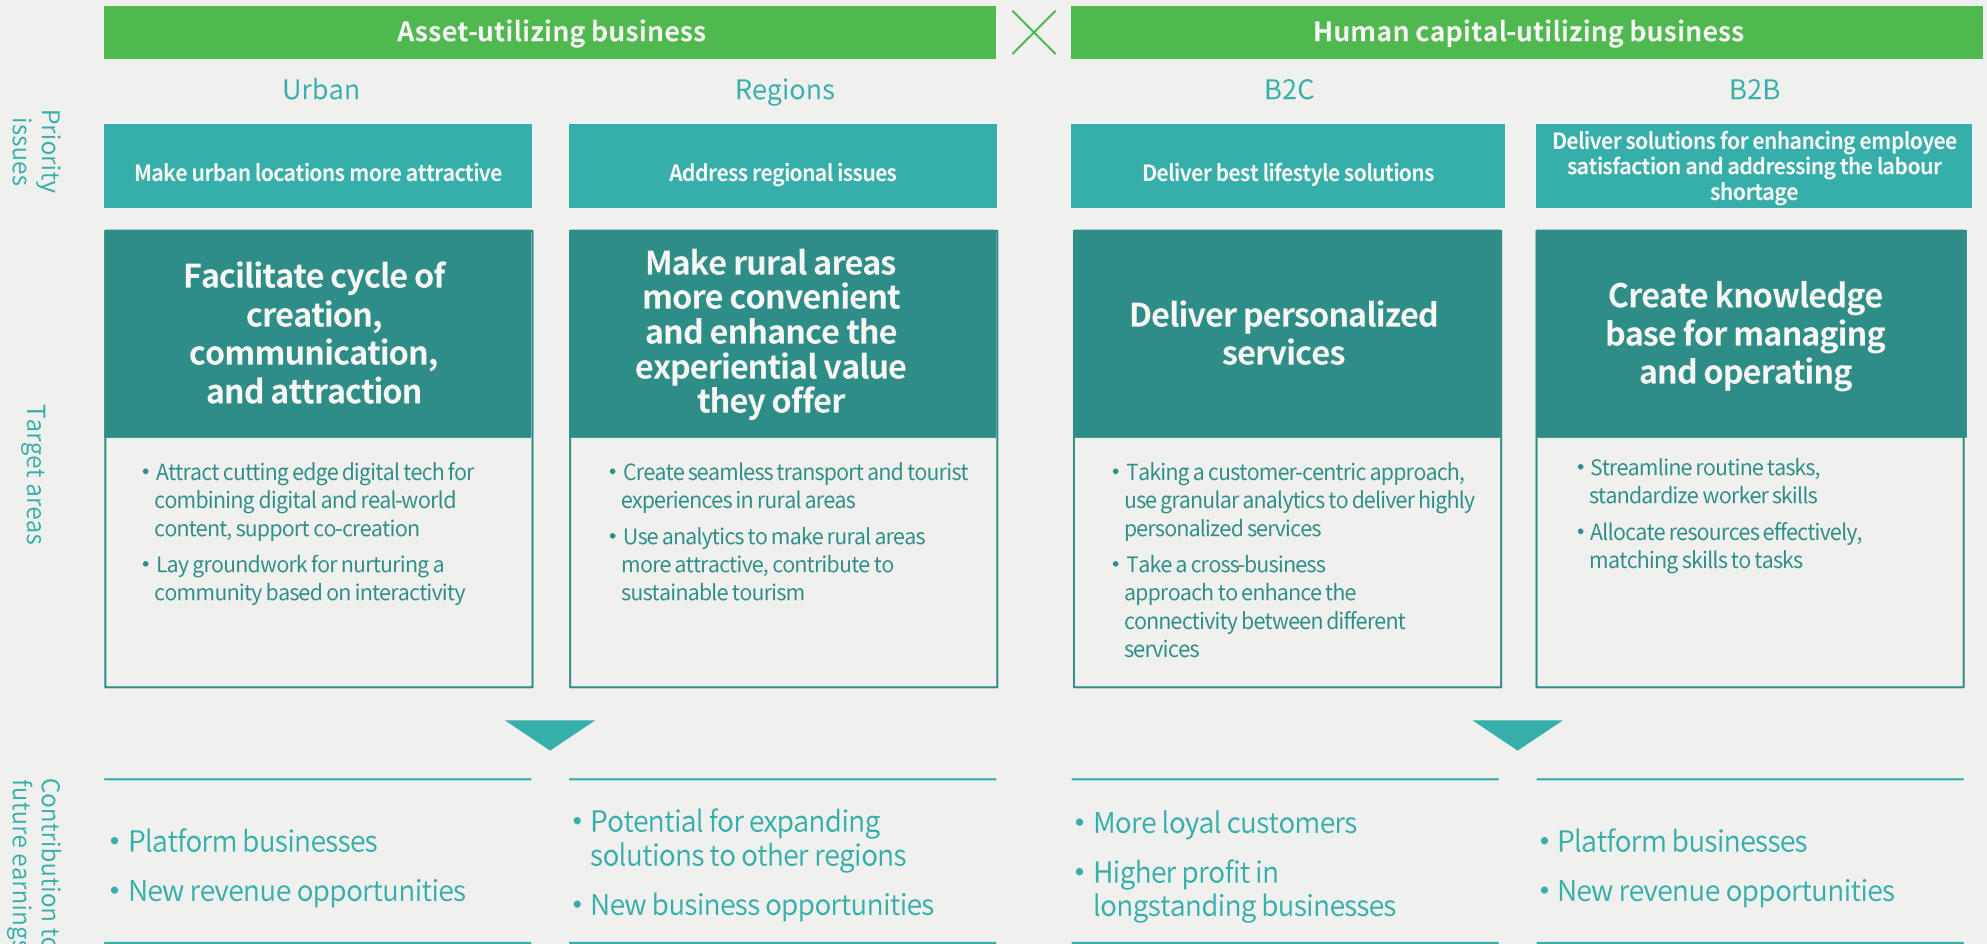 Asset-utilizing business
Human capital-utilizing business
Urban
Regions
B2C
B2B
Priority
issues
Make urban locations more attractive
Address regional issues
Deliver best lifestyle solutions
Deliver solutions for enhancing employee
satisfaction and addressing the labour
shortage
Target areas
Facilitate cycle of
creation,
communication,
and attraction
• Attract cutting edge digital tech for
combining digital and real-world
content, support co-creation
• Lay groundwork for nurturing a
community based on interactivity
Make rural areas
more convenient
and enhance the
experiential value
they offer
• Create seamless transport and tourist
experiences in rural areas
• Use analytics to make rural areas
more attractive, contribute to
sustainable tourism
Deliver personalized
services
• Taking a customer-centric approach,
use granular analytics to deliver highly
personalized services
• Take a cross-business
approach to enhance the
connectivity between different
services
Create knowledge
base for managing
and operating
• Streamline routine tasks,
standardize worker skills
• Allocate resources effectively,
matching skills to tasks
Contribution to
future earnings
• Platform businesses
• New revenue opportunities
• Potential for expanding
solutions to other regions
• New business opportunities
• More loyal customers
• Higher profit in
longstanding businesses
• Platform businesses
• New revenue opportunities